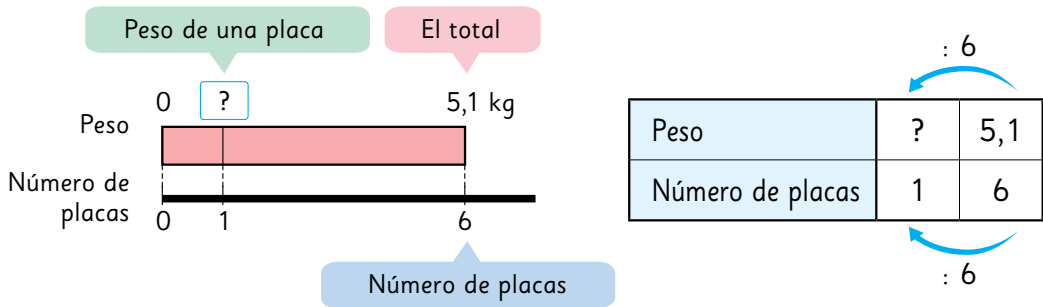 Peso de una placa
El total
0 ? 5,1 kg
Peso
Número de
placas
0 1 6
Número de placas
: 6
Peso ? 5,1
Número de placas 1 6
: 6